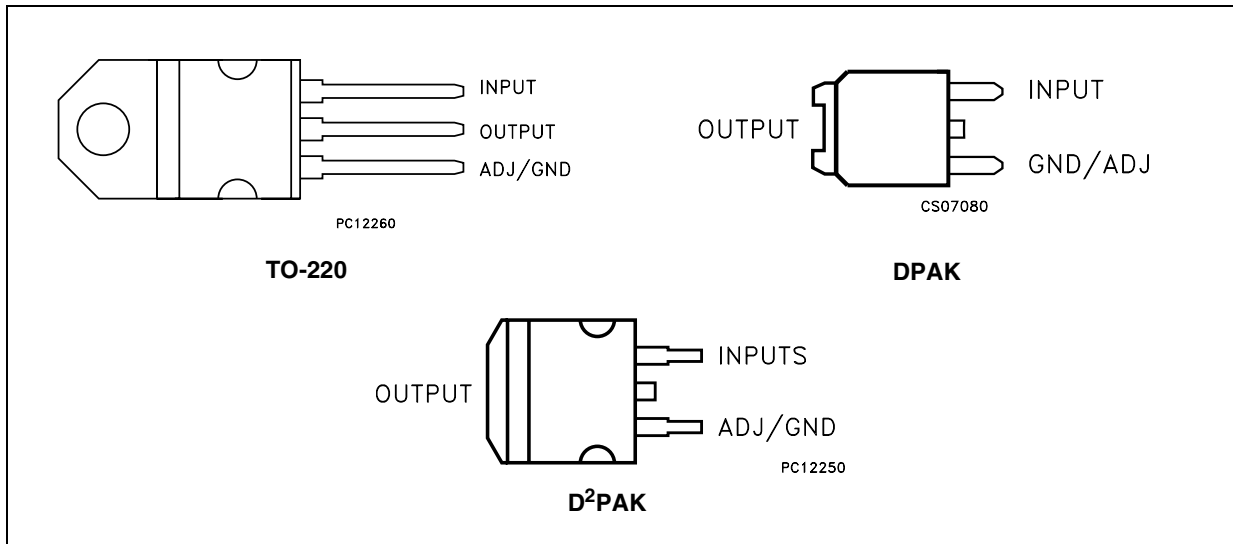 INPUT
OUTPUT
ADJ/GND
PC12260
TO-220
OUTPUT
INPUT
GND/ADJ
CS07080
DPAK
OUTPUT
INPUTS
ADJ/GND
PC12250
D²PAK